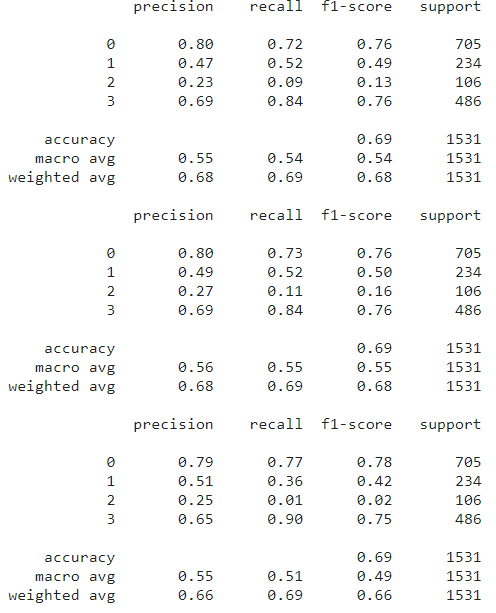 precision recall f1-score support
0 0.80 0.72 0.76 705
1 0.47 0.52 0.49 234
2 0.23 0.09 0.13 106
3 0.69 0.84 0.76 486
accuracy 0.69 1531
macro avg 0.55 0.54 0.54 1531
weighted avg 0.68 0.69 0.68 1531
precision recall f1-score support
0 0.80 0.73 0.76 705
1 0.49 0.52 0.50 234
2 0.27 0.11 0.16 106
3 0.69 0.84 0.76 486
accuracy 0.69 1531
macro avg 0.56 0.55 0.55 1531
weighted avg 0.68 0.69 0.68 1531
precision recall f1-score support
0 0.79 0.77 0.78 705
1 0.51 0.36 0.42 234
2 0.25 0.01 0.02 106
3 0.65 0.90 0.75 486
accuracy 0.69 1531
macro avg 0.55 0.51 0.49 1531
weighted avg 0.66 0.69 0.66 1531